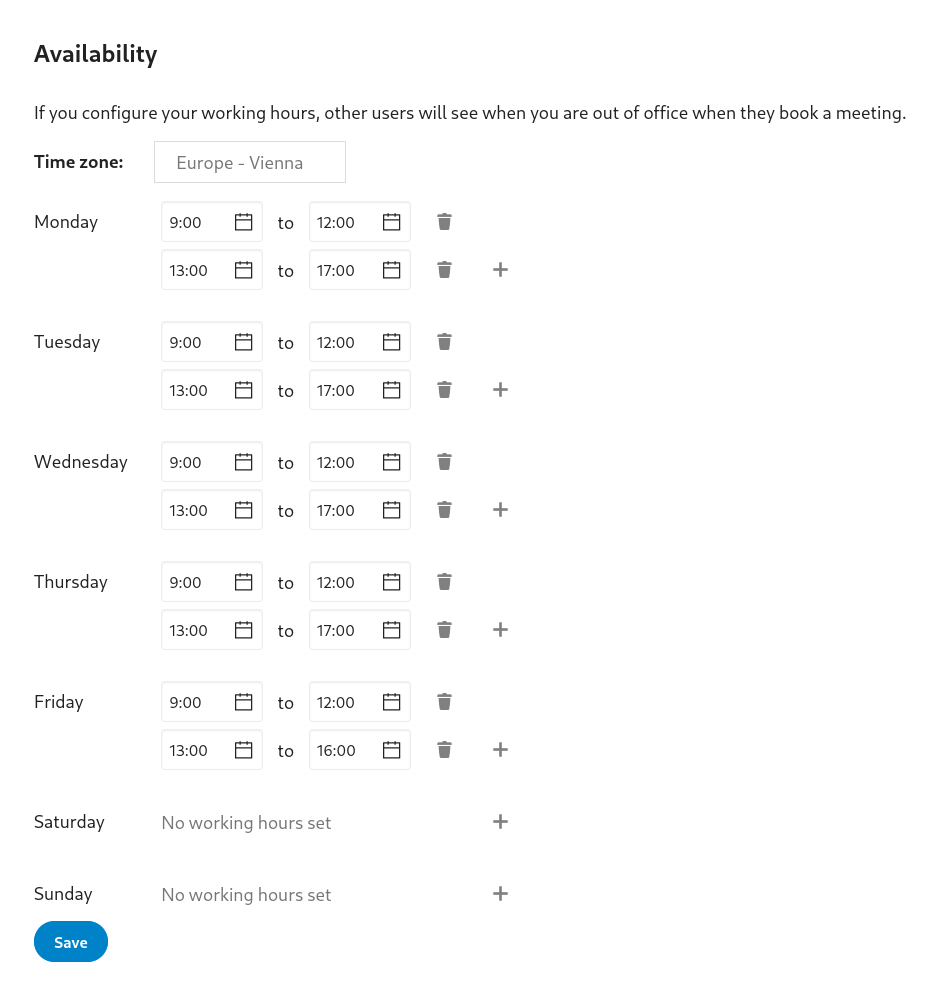 Availability
If you configure your working hours, other users will see when you are out of office when they book a meeting.
Time zone: Europe - Vienna
Monday 9:00 to 12:00
13:00 to 17:00
Tuesday 9:00 to 12:00
13:00 to 17:00
Wednesday 9:00 to 12:00
13:00 to 17:00
Thursday 9:00 to 12:00
13:00 to 17:00
Friday 9:00 to 12:00
13:00 to 16:00
Saturday No working hours set
Sunday No working hours set
Save